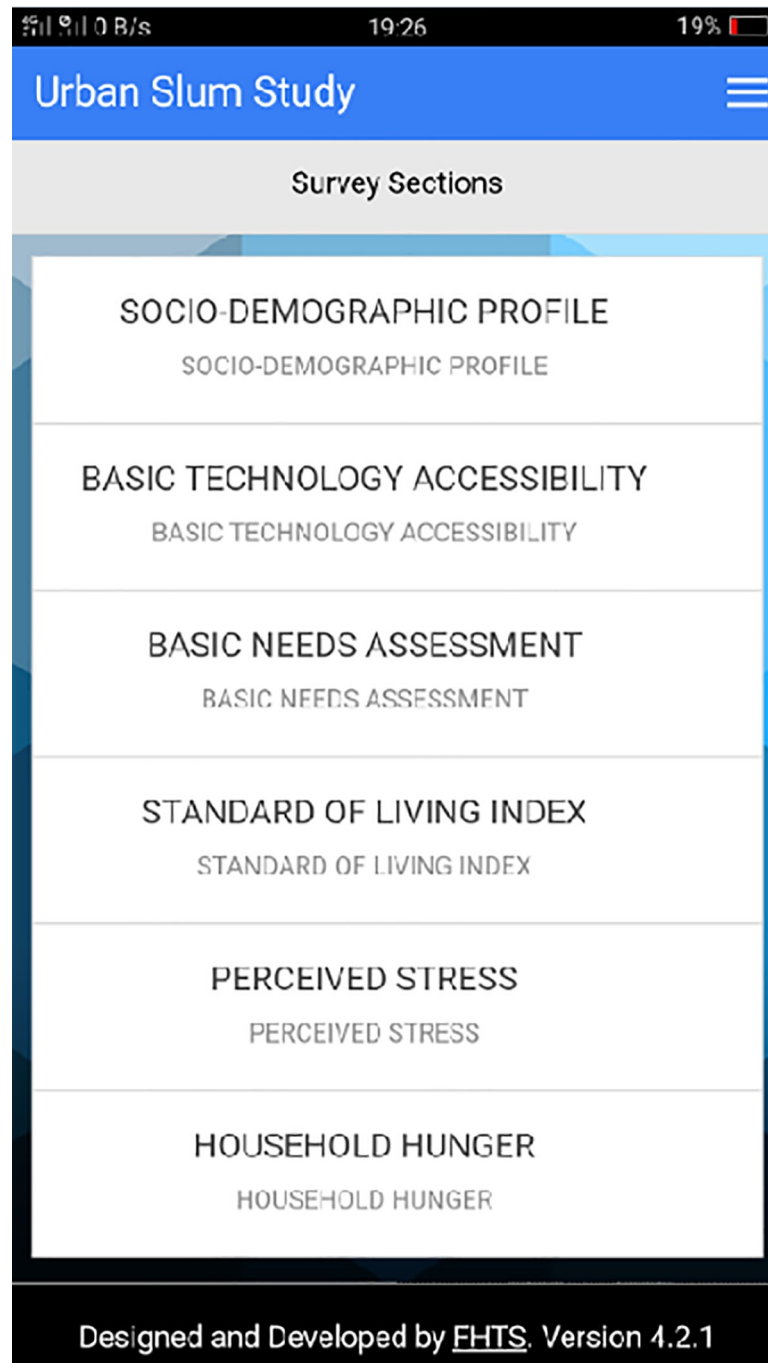 4G 0 B/s 19:26 19%
Urban Slum Study
Survey Sections
SOCIO-DEMOGRAPHIC PROFILE
SOCIO-DEMOGRAPHIC PROFILE
BASIC TECHNOLOGY ACCESSIBILITY
BASIC TECHNOLOGY ACCESSIBILITY
BASIC NEEDS ASSESSMENT
BASIC NEEDS ASSESSMENT
STANDARD OF LIVING INDEX
STANDARD OF LIVING INDEX
PERCEIVED STRESS
PERCEIVED STRESS
HOUSEHOLD HUNGER
HOUSEHOLD HUNGER
Designed and Developed by FHTS. Version 4.2.1